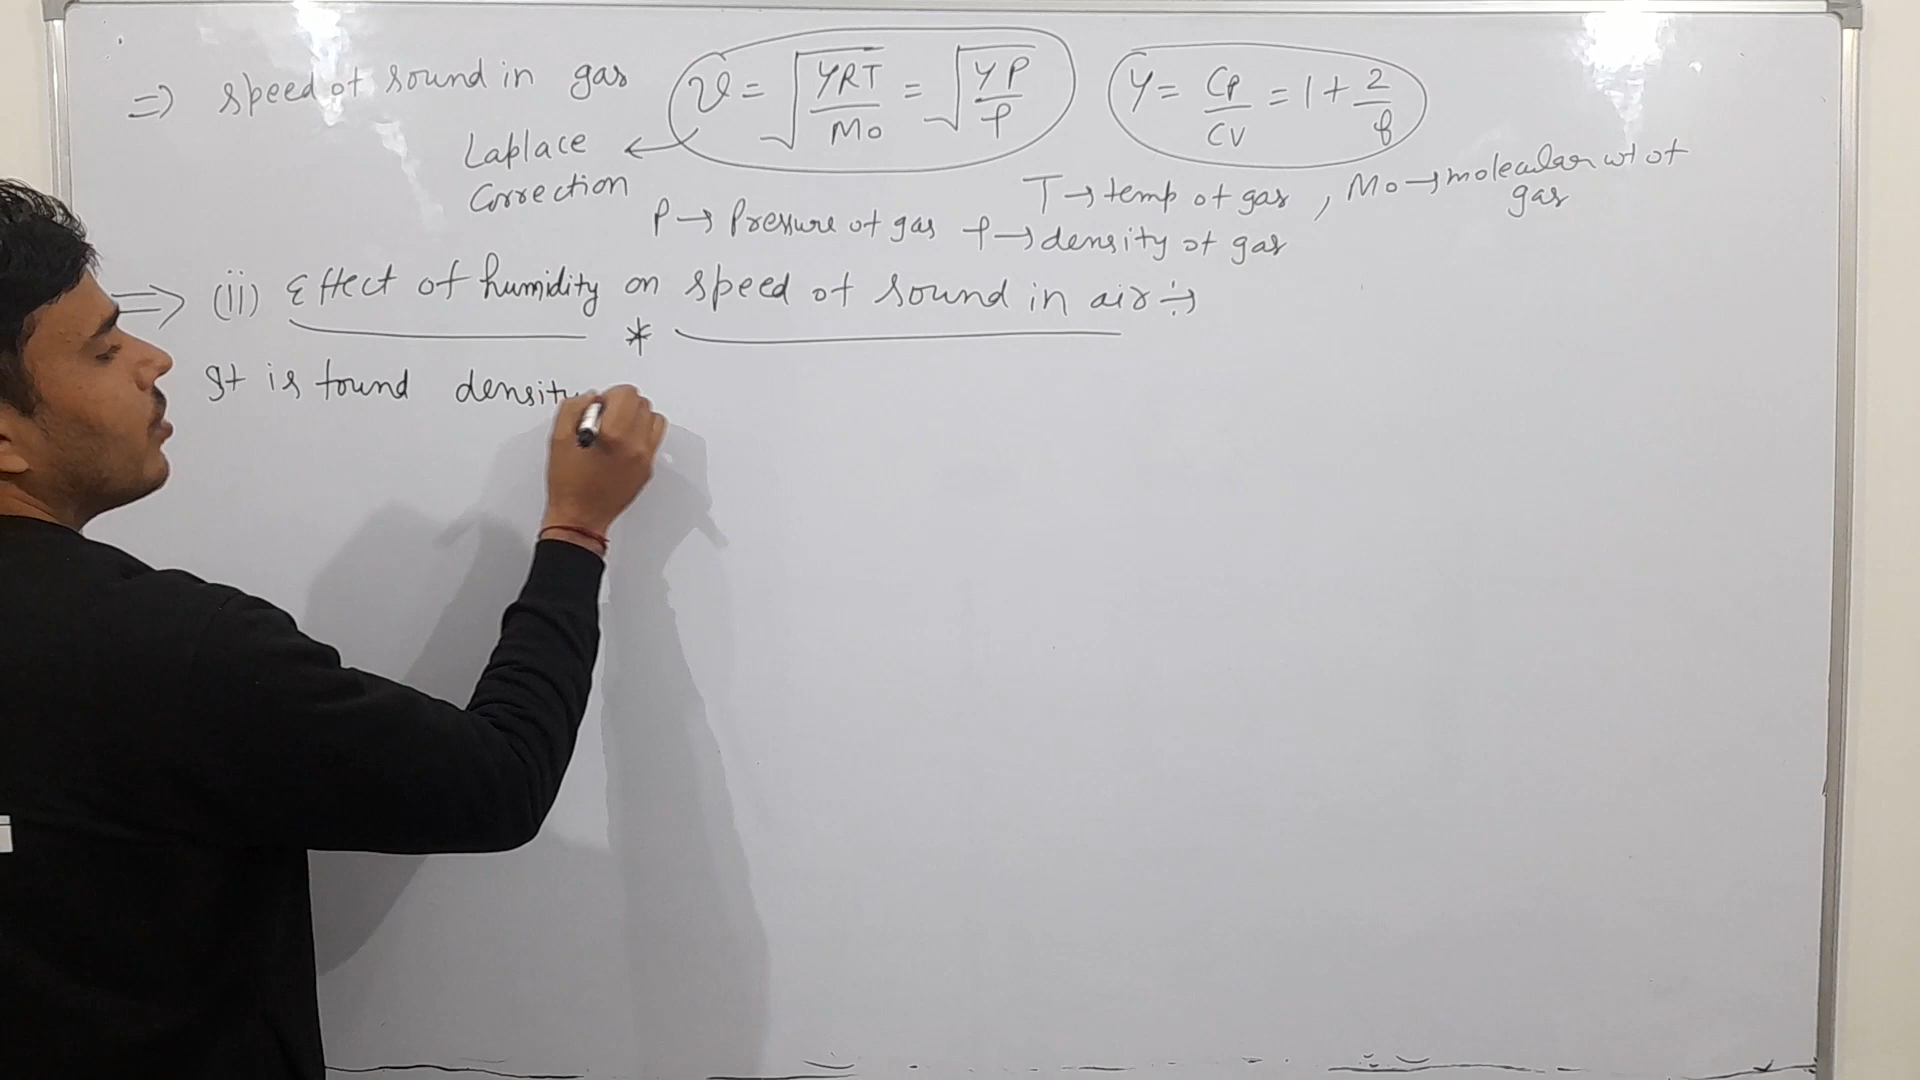 => speed of sound in gas v = √(γRT/Mo) = √(γP/ρ) γ = CP/CV = 1 + 2/f
Laplace ←
Correction
T → temp of gas , Mo → molecular wt of gas
P → Pressure of gas ρ → density of gas
=> (ii) Effect of humidity on speed of sound in air ÷→
*
It is found density